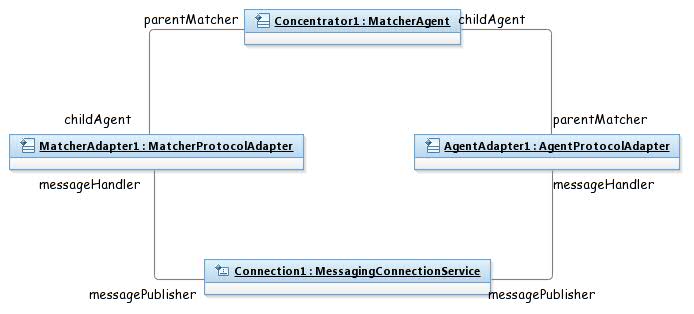 parentMatcher
Concentrator1 : MatcherAgent
childAgent
childAgent
parentMatcher
MatcherAdapter1 : MatcherProtocolAdapter
AgentAdapter1 : AgentProtocolAdapter
messageHandler
messageHandler
Connection1 : MessagingConnectionService
messagePublisher
messagePublisher